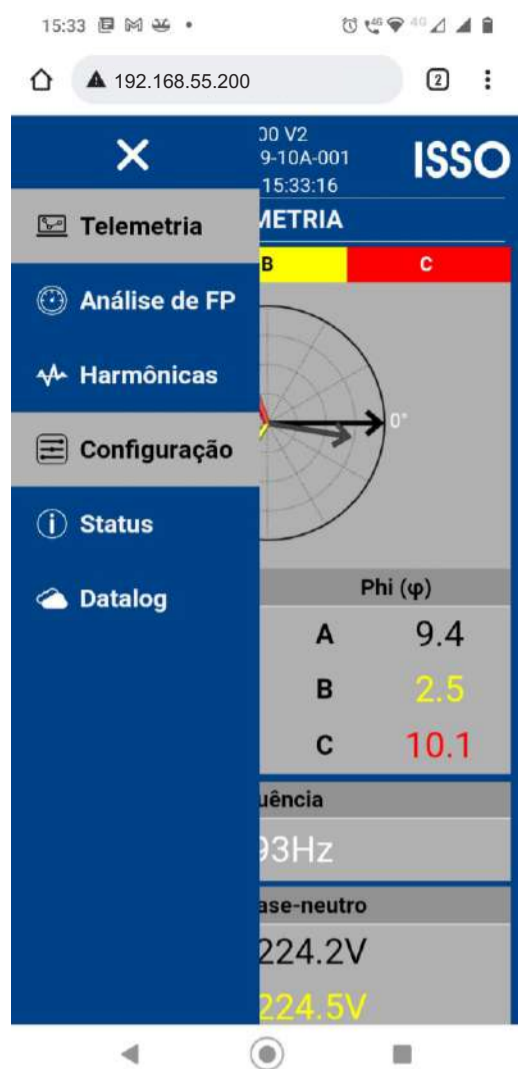 15:33
4G
4G
192.168.55.200
2
00 V2
9-10A-001
15:33:16
ISSO
METRIA
B
C
Telemetria
Análise de FP
Harmônicas
Configuração
Status
Datalog
0°
Phi (φ)
A 9.4
B 2.5
C 10.1
uência
93Hz
ase-neutro
224.2V
224.5V